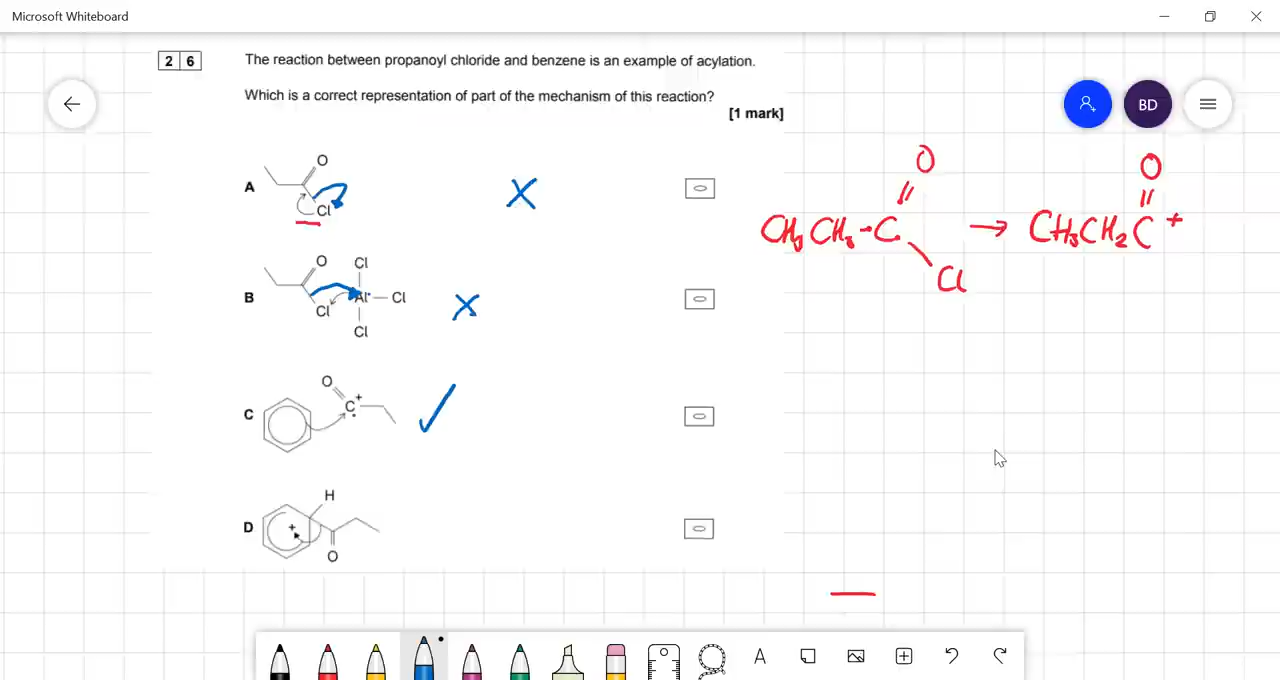 Microsoft Whiteboard
2 6
The reaction between propanoyl chloride and benzene is an example of acylation.
Which is a correct representation of part of the mechanism of this reaction?
[1 mark]
BD
A
O
Cl
O
CH3CH3-C
Cl
→
O
CH3CH2C+
B
O
Cl
Cl
Al
Cl
Cl
C
O
C+
D
H
+
O
A